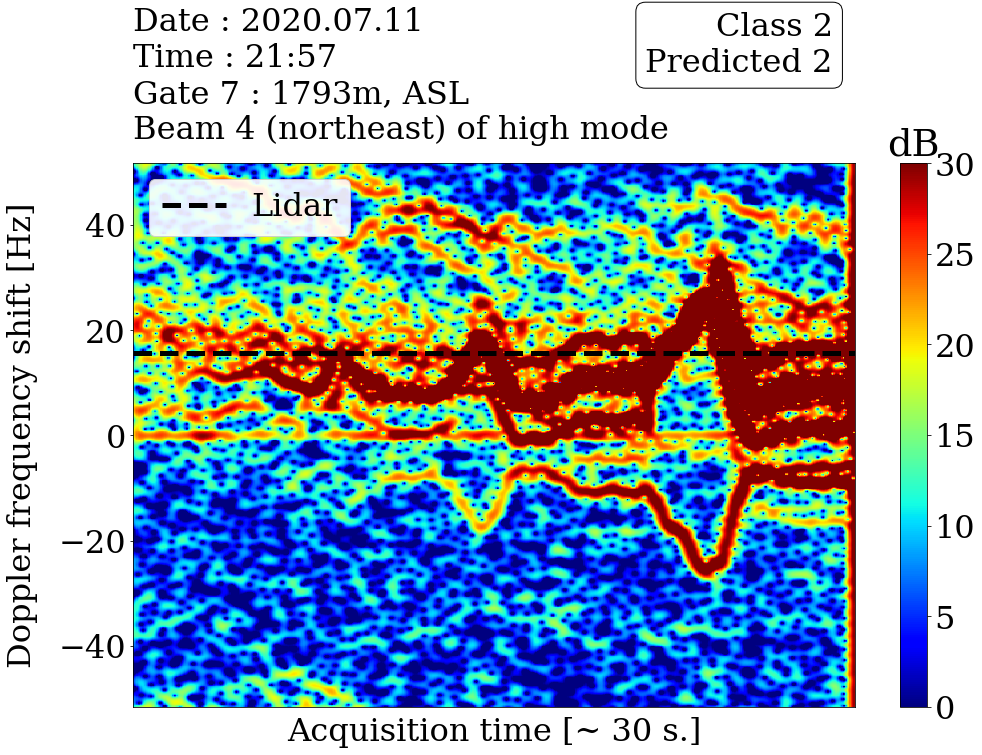 Date : 2020.07.11
Time : 21:57
Gate 7 : 1793m, ASL
Beam 4 (northeast) of high mode
Class 2
Predicted 2
dB
Lidar
Doppler frequency shift [Hz]
40
20
0
−20
−40
30
25
20
15
10
5
0
Acquisition time [~ 30 s.]